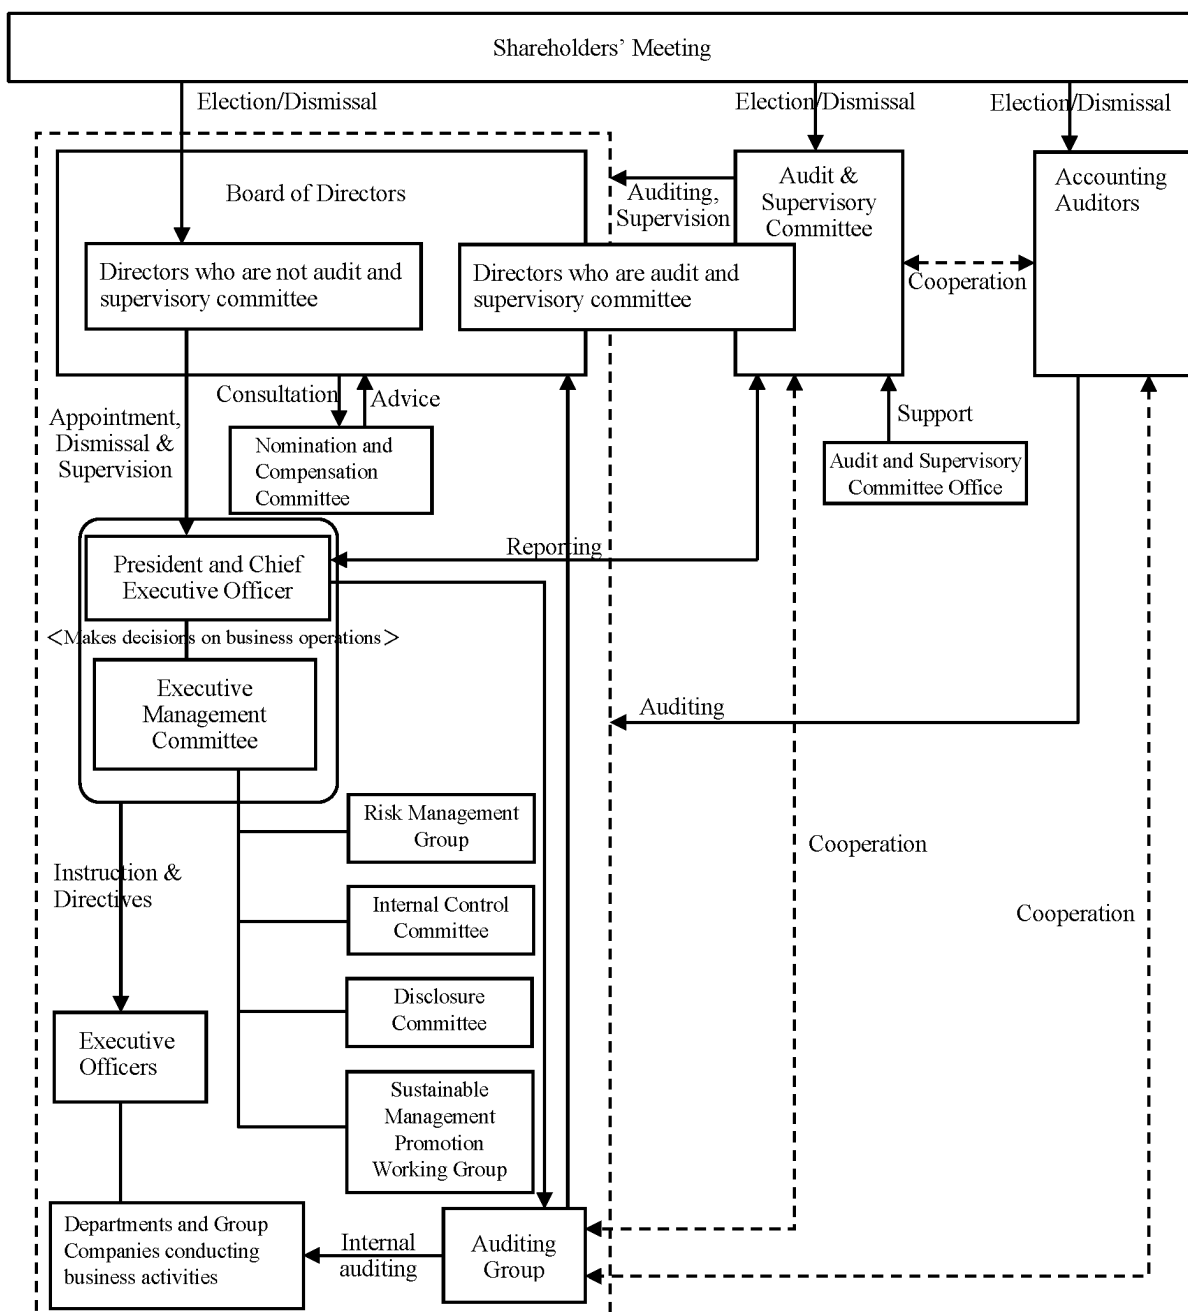 Shareholders’ Meeting
Election/Dismissal
Election/Dismissal
Election/Dismissal
Board of Directors
Auditing,
Supervision
Audit &
Supervisory
Committee
Accounting
Auditors
Directors who are not audit and
supervisory committee
Directors who are audit and
supervisory committee
Cooperation
Consultation
Advice
Appointment,
Dismissal &
Supervision
Nomination and
Compensation
Committee
Support
Audit and Supervisory
Committee Office
Reporting
President and Chief
Executive Officer
<Makes decisions on business operations>
Executive
Management
Committee
Auditing
Risk Management
Group
Cooperation
Instruction &
Directives
Internal Control
Committee
Cooperation
Disclosure
Committee
Executive
Officers
Sustainable
Management
Promotion
Working Group
Departments and Group
Companies conducting
business activities
Internal
auditing
Auditing
Group